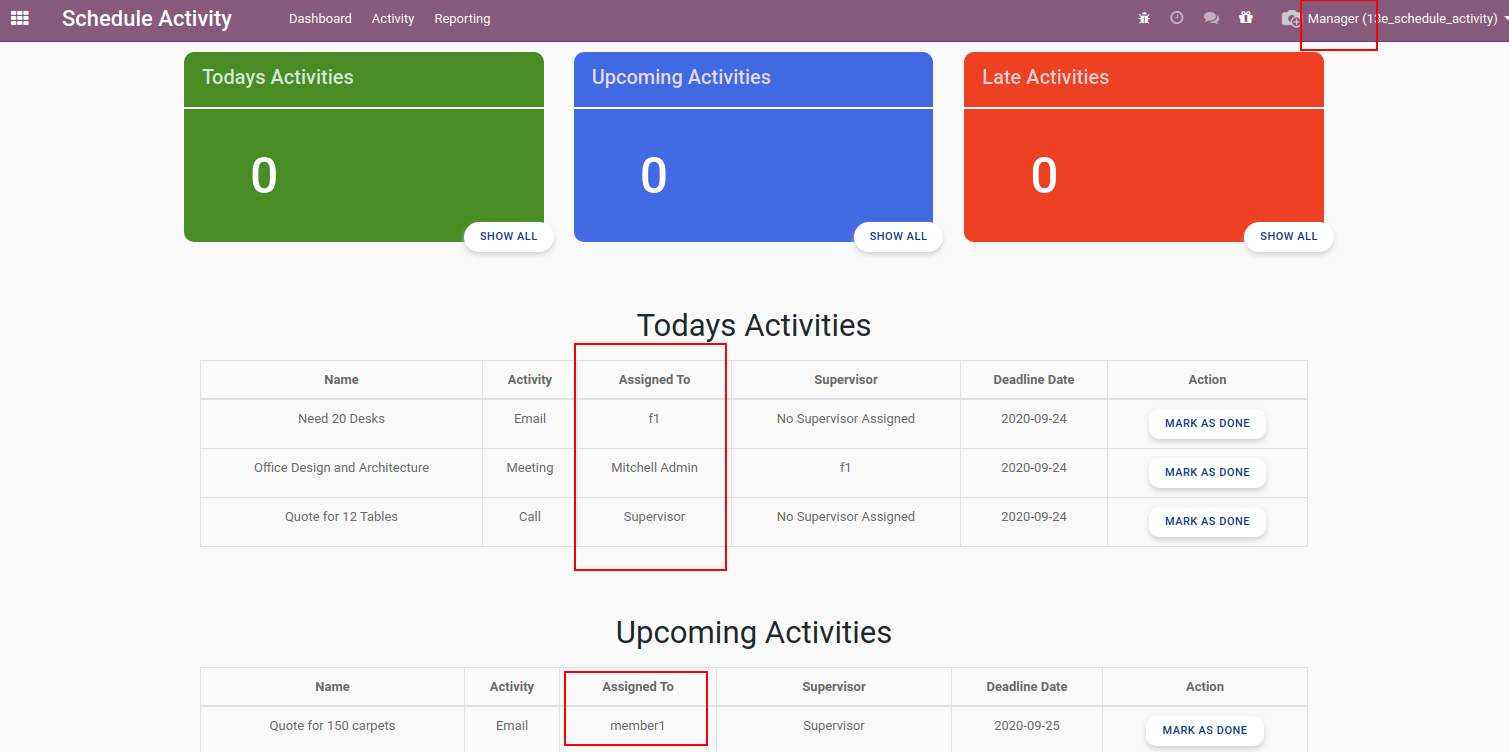 Schedule Activity Dashboard Activity Reporting Manager (13e_schedule_activity)
Todays Activities Upcoming Activities Late Activities
0 0 0
SHOW ALL SHOW ALL SHOW ALL
Todays Activities
Name Activity Assigned To Supervisor Deadline Date Action
Need 20 Desks Email f1 No Supervisor Assigned 2020-09-24 MARK AS DONE
Office Design and Architecture Meeting Mitchell Admin f1 2020-09-24 MARK AS DONE
Quote for 12 Tables Call Supervisor No Supervisor Assigned 2020-09-24 MARK AS DONE
Upcoming Activities
Name Activity Assigned To Supervisor Deadline Date Action
Quote for 150 carpets Email member1 Supervisor 2020-09-25 MARK AS DONE